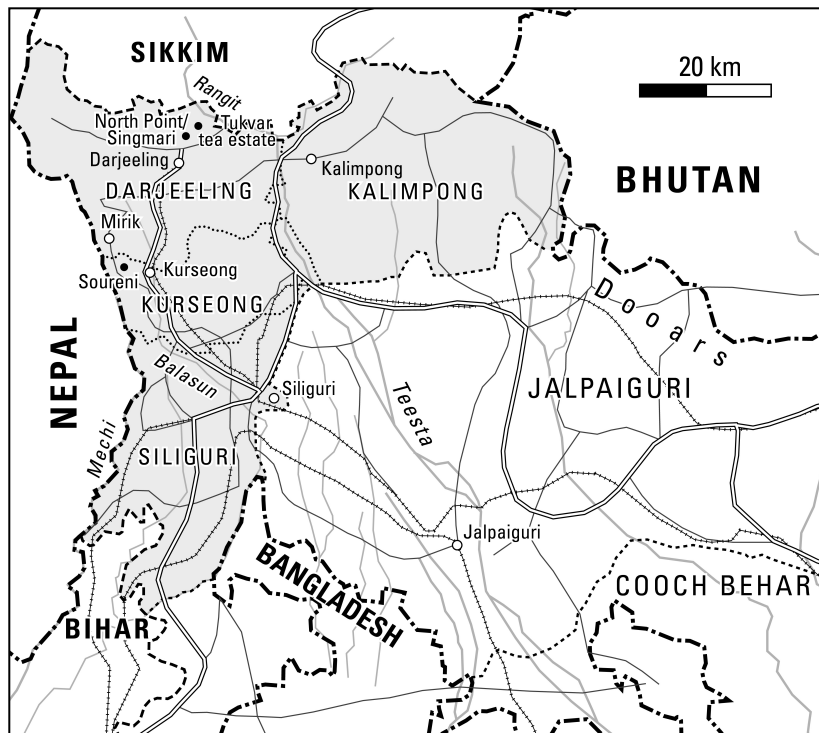 SIKKIM
20 km
Rangit
North Point/
Singmari
Tukvar
tea estate
Darjeeling
Kalimpong
BHUTAN
DARJEELING
KALIMPONG
Mirik
Soureni
Kurseong
KURSEONG
Dooars
NEPAL
Balasun
Siliguri
Teesta
JALPAIGURI
Mechi
SILIGURI
Jalpaiguri
BANGLADESH
COOCH BEHAR
BIHAR